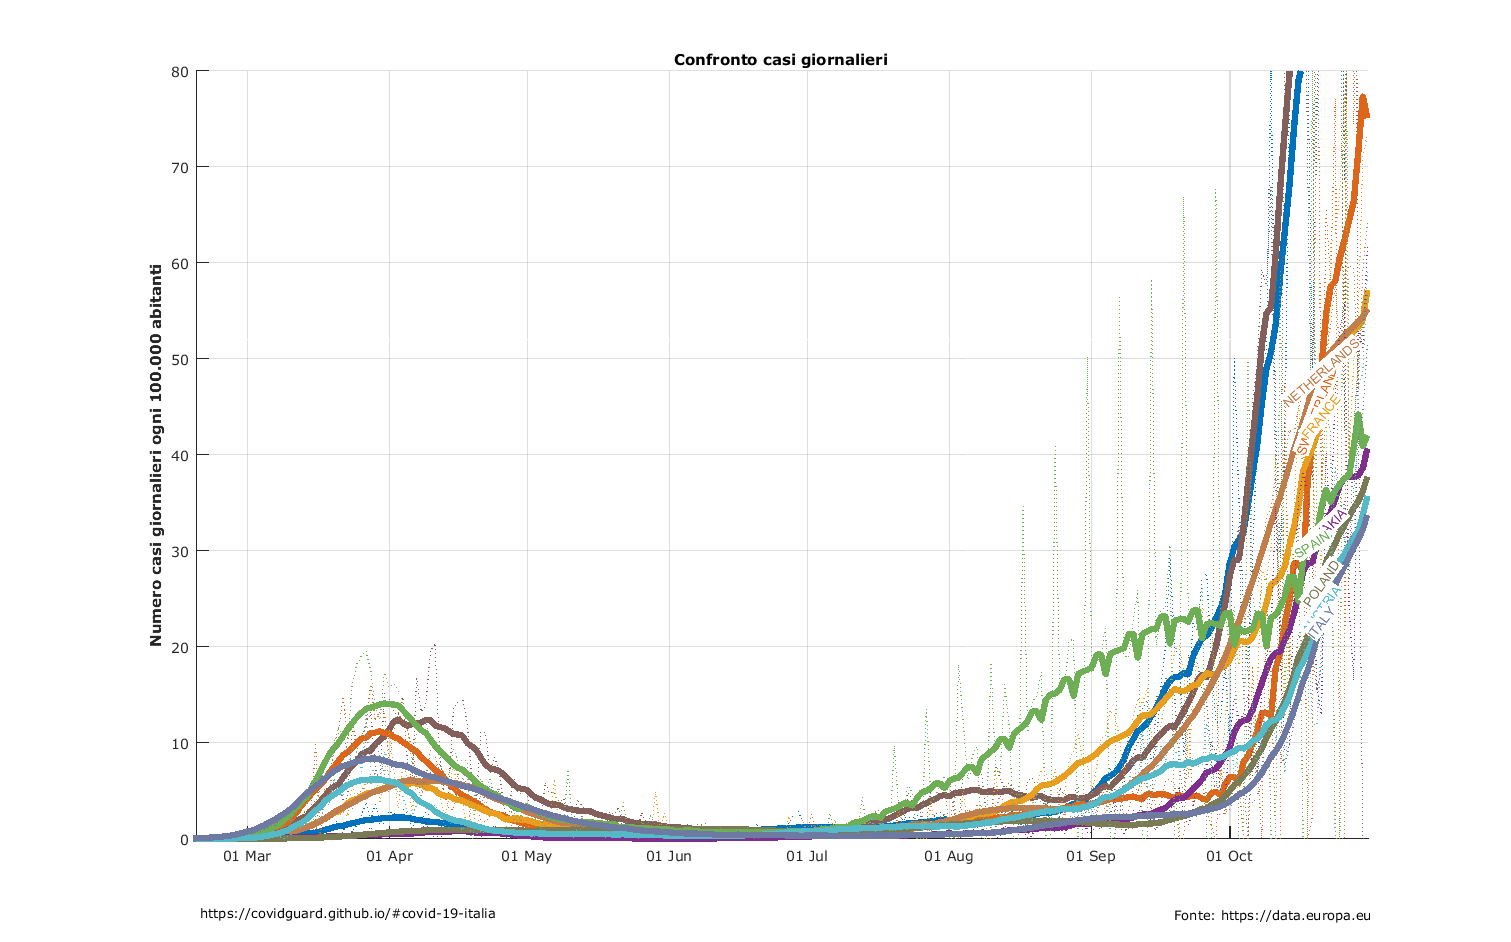 Confronto casi giornalieri
Numero casi giornalieri ogni 100.000 abitanti
80
70
60
50
40
30
20
10
0
NETHERLANDS
FRANCE
SPAIN
POLAND
ITALY
01 Mar
01 Apr
01 May
01 Jun
01 Jul
01 Aug
01 Sep
01 Oct
https://covidguard.github.io/#covid-19-italia
Fonte: https://data.europa.eu